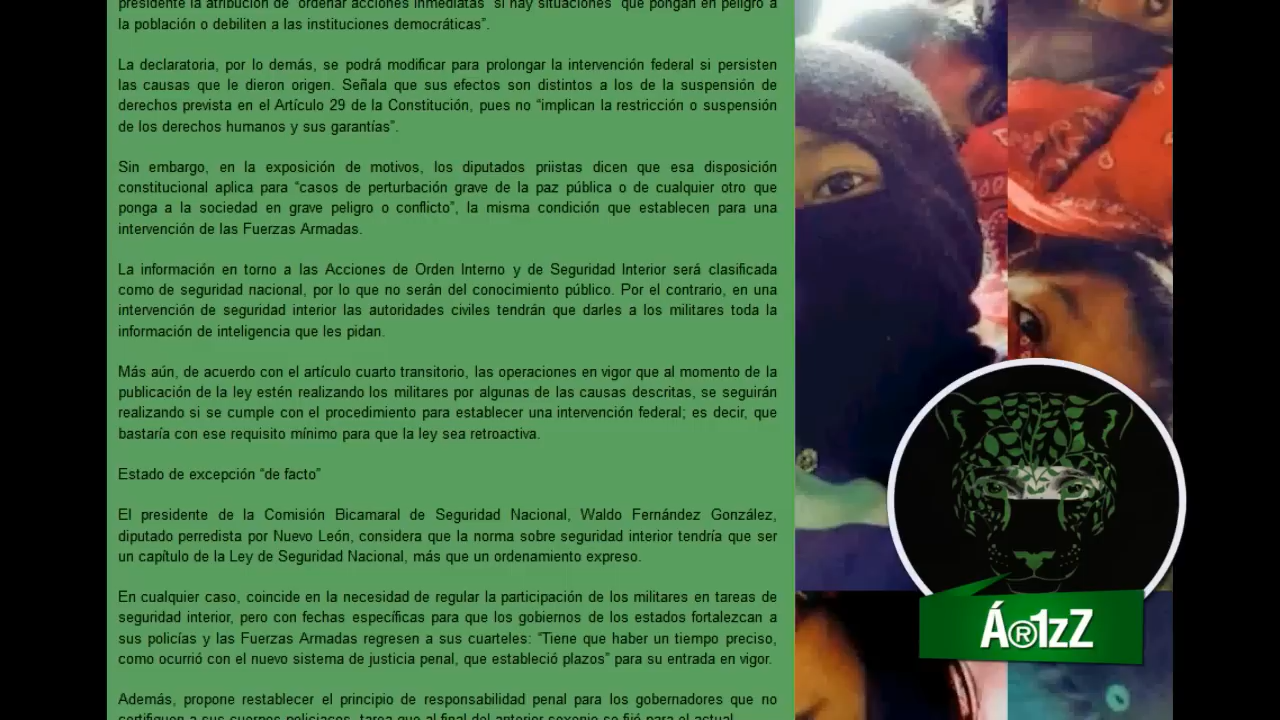 presidente la atribución de “ordenar acciones inmediatas” si hay situaciones “que pongan en peligro a
la población o debiliten a las instituciones democráticas”.
La declaratoria, por lo demás, se podrá modificar para prolongar la intervención federal si persisten
las causas que le dieron origen. Señala que sus efectos son distintos a los de la suspensión de
derechos prevista en el Artículo 29 de la Constitución, pues no “implican la restricción o suspensión
de los derechos humanos y sus garantías”.
Sin embargo, en la exposición de motivos, los diputados priistas dicen que esa disposición
constitucional aplica para “casos de perturbación grave de la paz pública o de cualquier otro que
ponga a la sociedad en grave peligro o conflicto”, la misma condición que establecen para una
intervención de las Fuerzas Armadas.
La información en torno a las Acciones de Orden Interno y de Seguridad Interior será clasificada
como de seguridad nacional, por lo que no serán del conocimiento público. Por el contrario, en una
intervención de seguridad interior las autoridades civiles tendrán que darles a los militares toda la
información de inteligencia que les pidan.
Más aún, de acuerdo con el artículo cuarto transitorio, las operaciones en vigor que al momento de la
publicación de la ley estén realizando los militares por algunas de las causas descritas, se seguirán
realizando si se cumple con el procedimiento para establecer una intervención federal; es decir, que
bastaría con ese requisito mínimo para que la ley sea retroactiva.
Estado de excepción “de facto”
El presidente de la Comisión Bicamaral de Seguridad Nacional, Waldo Fernández González,
diputado perredista por Nuevo León, considera que la norma sobre seguridad interior tendría que ser
un capítulo de la Ley de Seguridad Nacional, más que un ordenamiento expreso.
En cualquier caso, coincide en la necesidad de regular la participación de los militares en tareas de
seguridad interior, pero con fechas específicas para que los gobiernos de los estados fortalezcan a
sus policías y las Fuerzas Armadas regresen a sus cuarteles: “Tiene que haber un tiempo preciso,
como ocurrió con el nuevo sistema de justicia penal, que estableció plazos” para su entrada en vigor.
Además, propone restablecer el principio de responsabilidad penal para los gobernadores que no
certifiquen a sus cuerpos policiacos, tarea que al final del anterior sexenio se fijó para el actual.
Á®1zZ